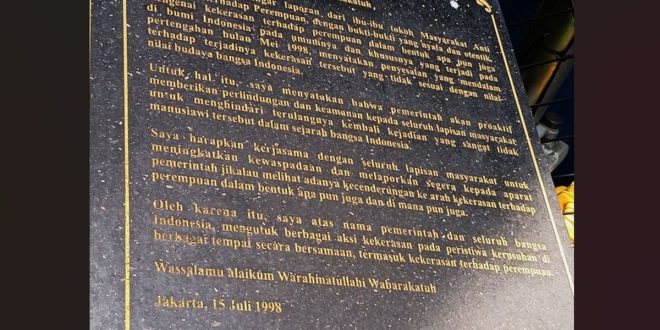 katuh.
gar laporan dari ibu-ibu tokoh Masyarakat Anti
erhadap Perempuan, dengan bukti-bukti yang nyata dan otentik
mengenai kekerasan terhadap perempuan dalam bentuk apa pun juga
di bumi Indonesia pada umumnya dan khususnya yang terjadi pada
pertengahan bulan Mei 1998, menyatakan penyesalan yang mendalam
terhadap terjadinya kekerasan tersebut yang tidak sesuai dengan nilai-
nilai budaya bangsa Indonesia.
Untuk hal itu, saya menyatakan bahwa pemerintah akan proaktif
memberikan perlindungan dan keamanan kepada seluruh lapisan masyarakat
untuk menghindari terulangnya kembali kejadian yang sangat tidak
manusiawi tersebut dalam sejarah bangsa Indonesia.
Saya harapkan kerjasama dengan seluruh lapisan masyarakat untuk
meningkatkan kewaspadaan dan melaporkan segera kepada aparat
pemerintah jikalau melihat adanya kecenderungan ke arah kekerasan terhadap
perempuan dalam bentuk apa pun juga dan di mana pun juga.
Oleh karena itu, saya atas nama pemerintah dan seluruh bangsa
Indonesia, mengutuk berbagai aksi kekerasan pada peristiwa kerusuhan di
berbagai tempat secara bersamaan, termasuk kekerasan terhadap perempuan.
Wassalamu Alaikum Warahmatullahi Wabarakatuh
Jakarta, 15 Juli 1998